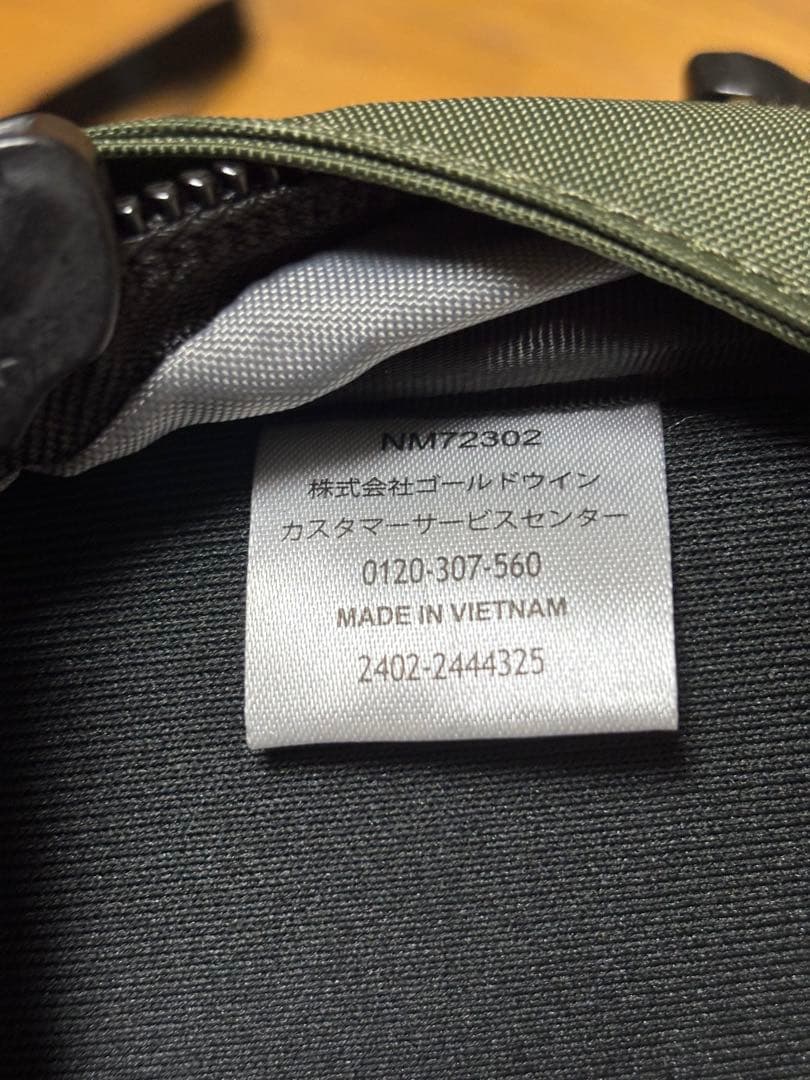 NM72302
株式会社ゴールドウイン
カスタマーサービスセンター
0120-307-560
MADE IN VIETNAM
2402-2444325